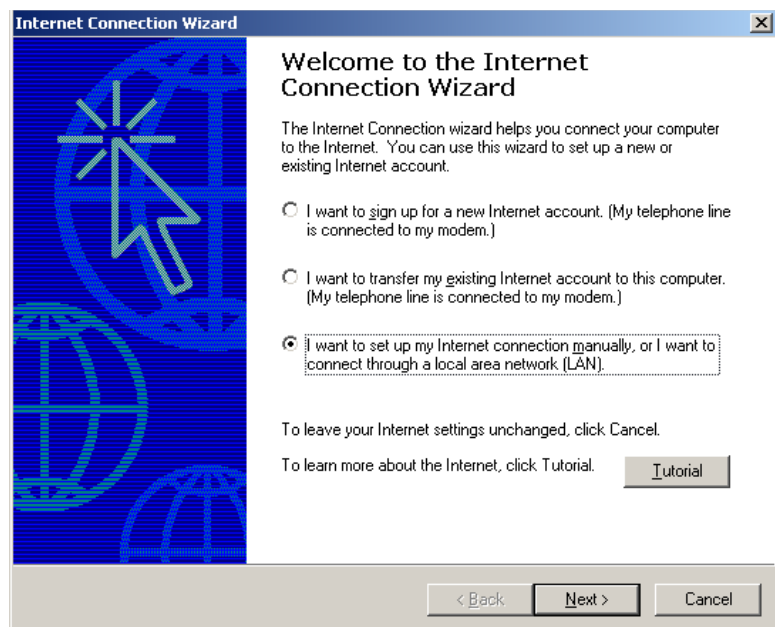 Internet Connection Wizard
Welcome to the Internet
Connection Wizard
The Internet Connection wizard helps you connect your computer
to the Internet. You can use this wizard to set up a new or
existing Internet account.
I want to sign up for a new Internet account. (My telephone line
is connected to my modem.)
I want to transfer my existing Internet account to this computer.
(My telephone line is connected to my modem.)
I want to set up my Internet connection manually, or I want to
connect through a local area network (LAN).
To leave your Internet settings unchanged, click Cancel.
To learn more about the Internet, click Tutorial.
Tutorial
< Back
Next >
Cancel